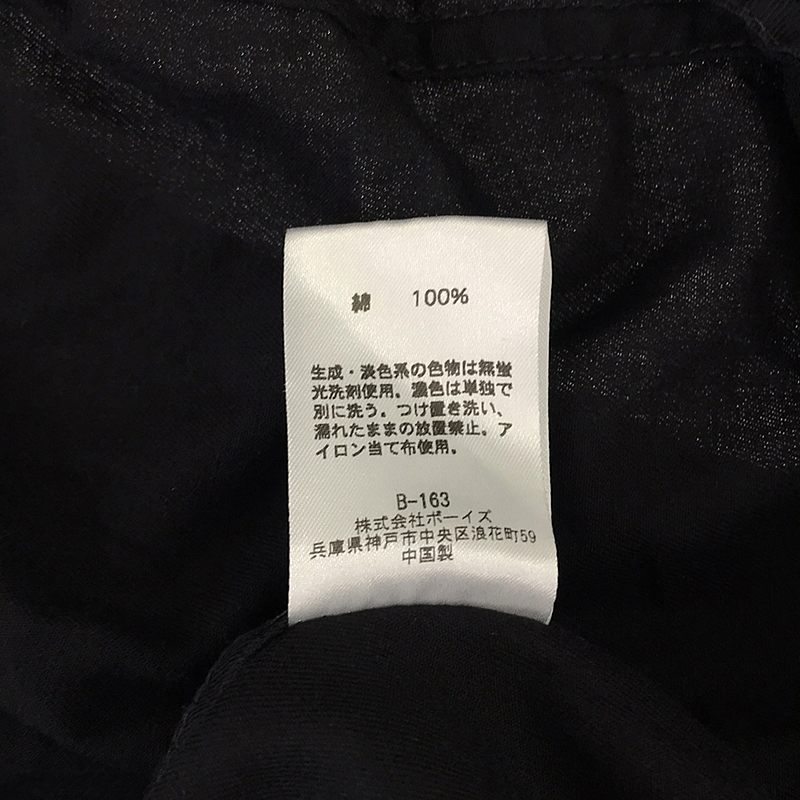 綿 100%
生成・淡色系の色物は無蛍
光洗剤使用。濃色は単独で
別に洗う。つけ置き洗い、
濡れたままの放置禁止。ア
イロン当て布使用。
B-163
株式会社ボーイズ
兵庫県神戸市中央区浪花町59
中国製